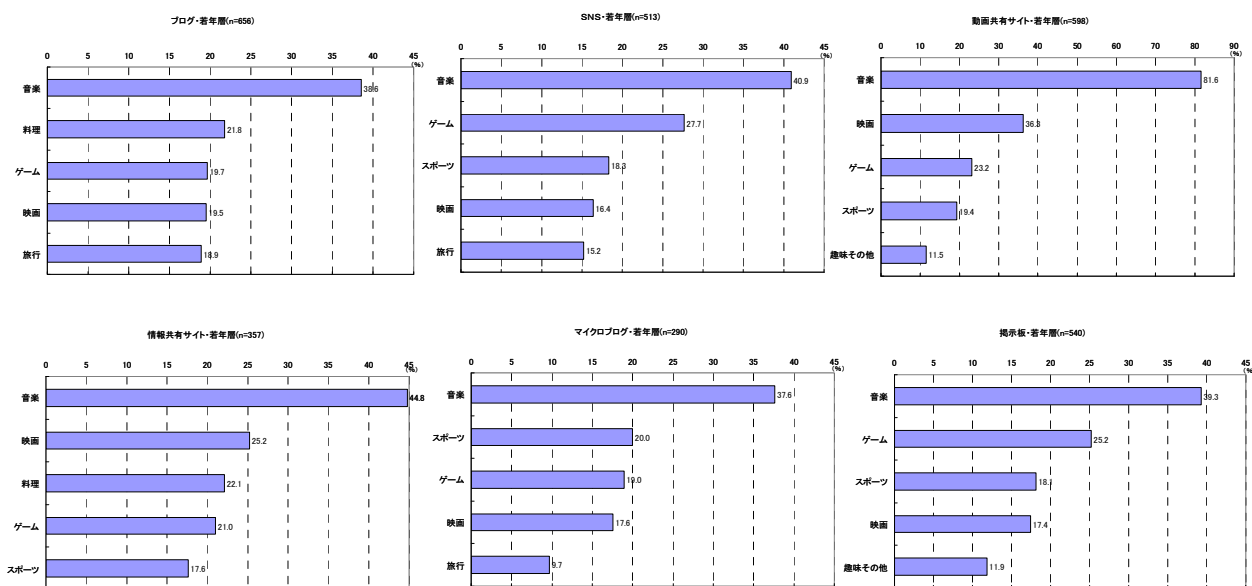 ブログ・若年層(n=656)
0 5 10 15 20 25 30 35 40 45
(%)
音楽 38.6
料理 21.8
ゲーム 19.7
映画 19.5
旅行 18.9
SNS・若年層(n=513)
0 5 10 15 20 25 30 35 40 45
(%)
音楽 40.9
ゲーム 27.7
スポーツ 18.3
映画 16.4
旅行 15.2
動画共有サイト・若年層(n=598)
0 10 20 30 40 50 60 70 80 90
(%)
音楽 81.6
映画 36.3
ゲーム 23.2
スポーツ 19.4
趣味その他 11.5
情報共有サイト・若年層(n=357)
0 5 10 15 20 25 30 35 40 45
(%)
音楽 44.8
映画 25.2
料理 22.1
ゲーム 21.0
スポーツ 17.6
マイクロブログ・若年層(n=290)
0 5 10 15 20 25 30 35 40 45
(%)
音楽 37.6
スポーツ 20.0
ゲーム 19.0
映画 17.6
旅行 9.7
掲示板・若年層(n=540)
0 5 10 15 20 25 30 35 40 45
(%)
音楽 39.3
ゲーム 25.2
スポーツ 18.1
映画 17.4
趣味その他 11.9